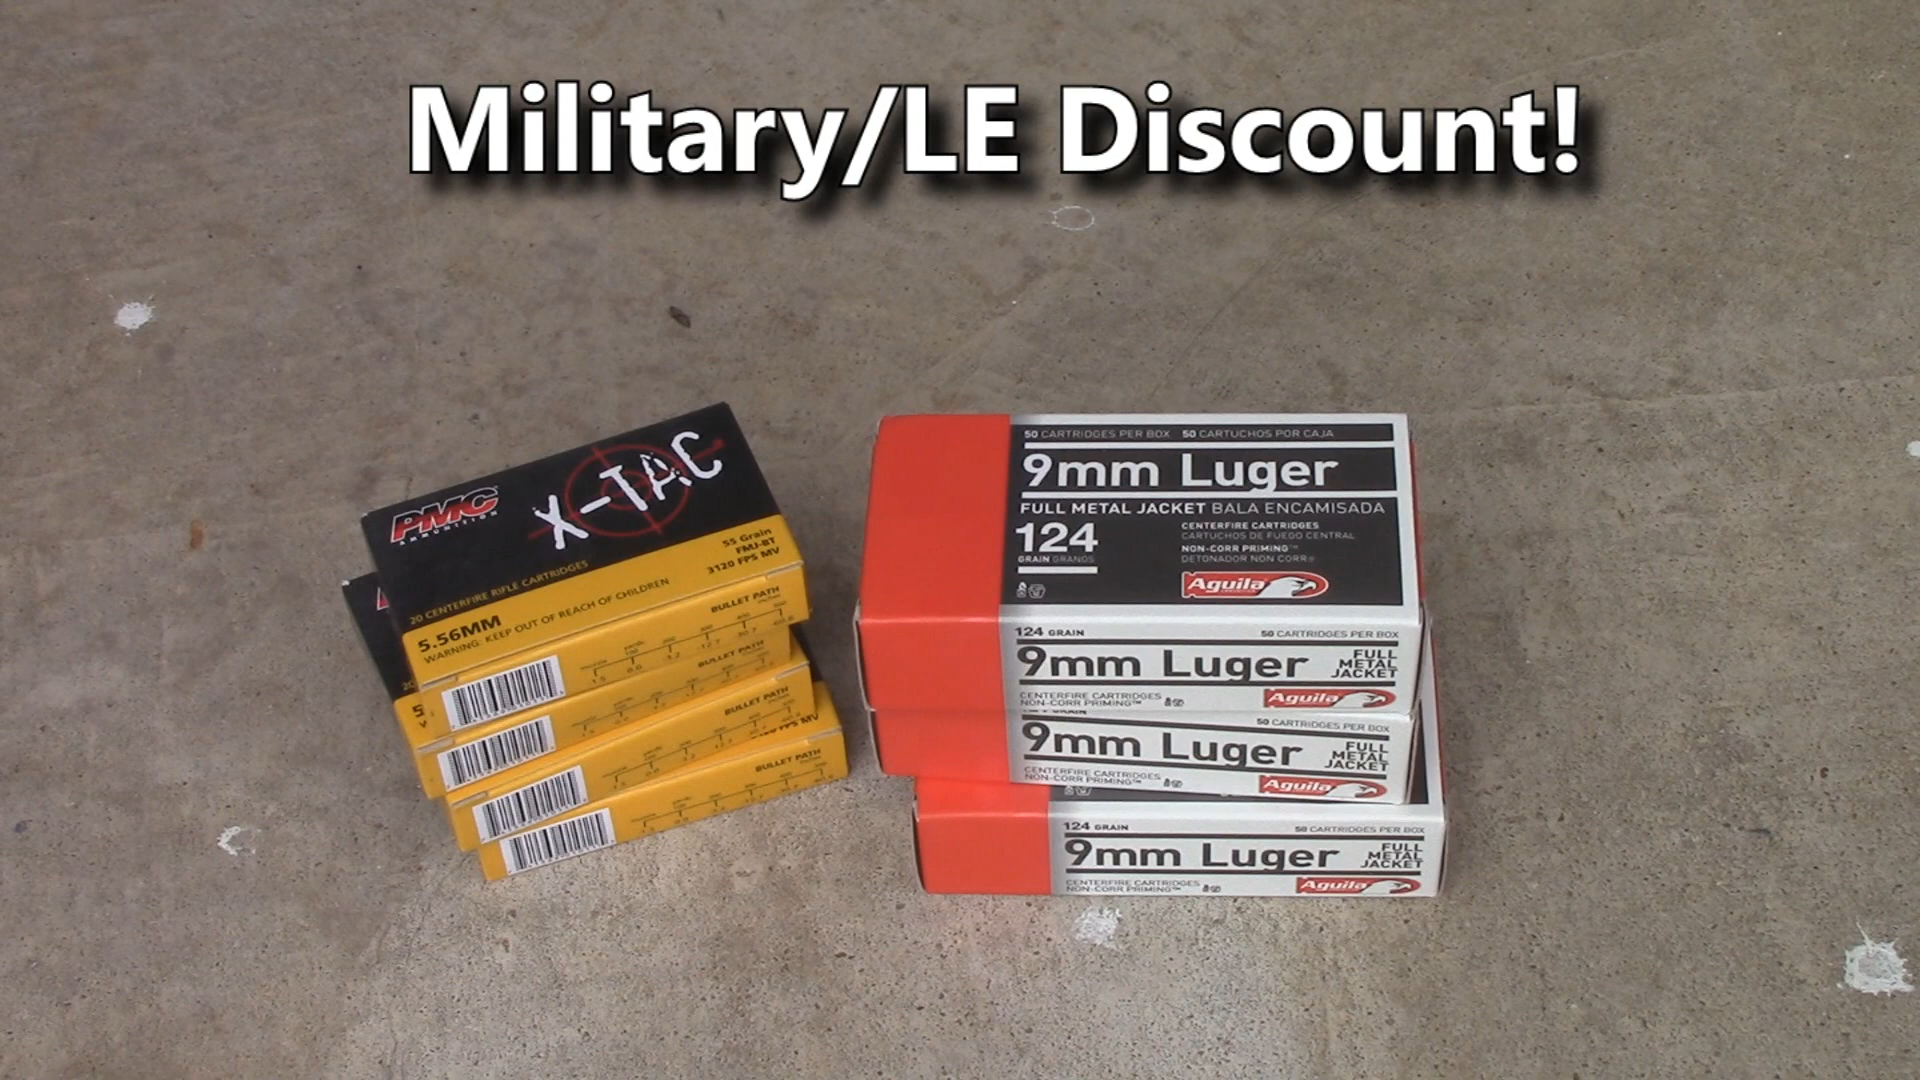 Military/LE Discount!
PMC
AMMUNITION
X-TAC
55 Grain
FMJ-BT
3120 FPS MV
20 CENTERFIRE RIFLE CARTRIDGES
5.56MM
WARNING: KEEP OUT OF REACH OF CHILDREN
BULLET PATH
BULLET PATH
BULLET PATH
BULLET PATH
50 CARTRIDGES PER BOX 50 CARTUCHOS POR CAJA
9mm Luger
FULL METAL JACKET BALA ENCAMISADA
124
GRAIN GRANOS
CENTERFIRE CARTRIDGES
CARTUCHOS DE FUEGO CENTRAL
NON-CORR PRIMING™
DETONADOR NON CORR®
Aguila
124 GRAIN
50 CARTRIDGES PER BOX
9mm Luger
FULL
METAL
JACKET
CENTERFIRE CARTRIDGES
NON-CORR PRIMING™
Aguila
50 CARTRIDGES PER BOX
9mm Luger
FULL
METAL
JACKET
CENTERFIRE CARTRIDGES
NON-CORR PRIMING™
Aguila
124 GRAIN
50 CARTRIDGES PER BOX
9mm Luger
FULL
METAL
JACKET
CENTERFIRE CARTRIDGES
NON-CORR PRIMING™
Aguila